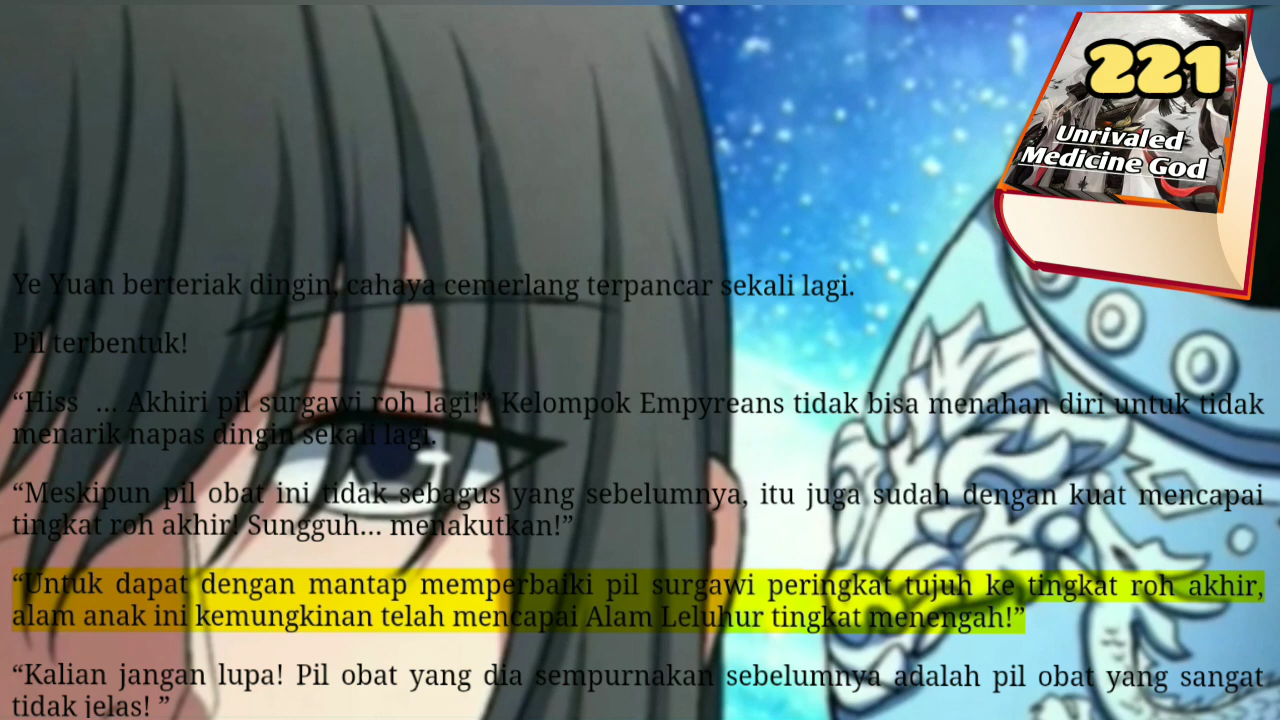 221
Unrivaled
Medicine God
Ye Yuan berteriak dingin, cahaya cemerlang terpancar sekali lagi.
Pil terbentuk!
“Hiss … Akhiri pil surgawi roh lagi!” Kelompok Empyreans tidak bisa menahan diri untuk tidak
menarik napas dingin sekali lagi.
“Meskipun pil obat ini tidak sebagus yang sebelumnya, itu juga sudah dengan kuat mencapai
tingkat roh akhir! Sungguh… menakutkan!”
“Untuk dapat dengan mantap memperbaiki pil surgawi peringkat tujuh ke tingkat roh akhir,
alam anak ini kemungkinan telah mencapai Alam Leluhur tingkat menengah!”
“Kalian jangan lupa! Pil obat yang dia sempurnakan sebelumnya adalah pil obat yang sangat
tidak jelas! ”